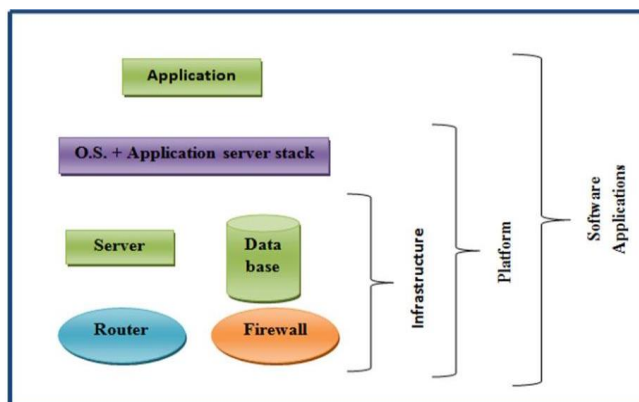 Application
O.S. + Application server stack
Server
Data
base
Router
Firewall
Infrastructure
Platform
Software
Applications